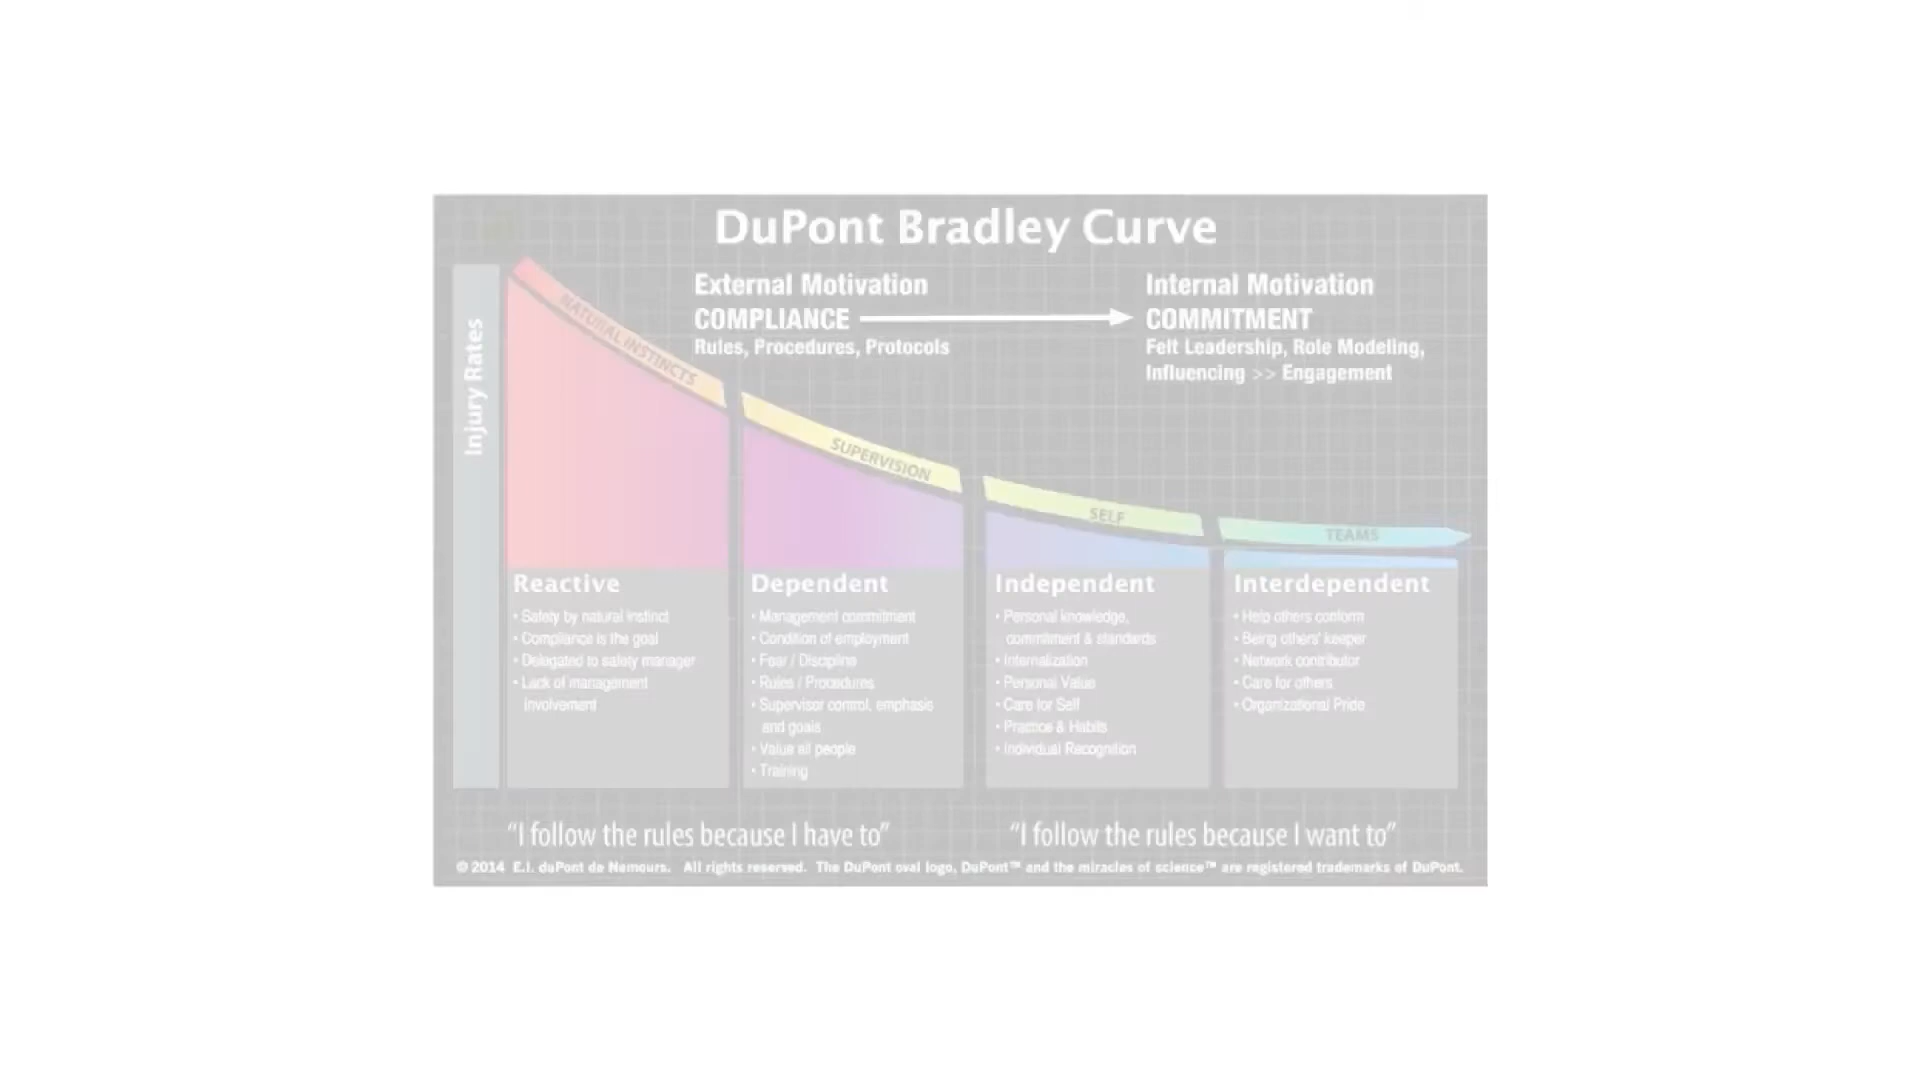 DuPont Bradley Curve
Injury Rates
External Motivation
COMPLIANCE
Rules, Procedures, Protocols
Internal Motivation
COMMITMENT
Felt Leadership, Role Modeling,
Influencing >> Engagement
NATURAL INSTINCTS
SUPERVISION
SELF
TEAMS
Reactive
• Safety by natural instinct
• Compliance is the goal
• Delegated to safety manager
• Lack of management
involvement
Dependent
• Management commitment
• Condition of employment
• Fear / Discipline
• Rules / Procedures
• Supervisor control, emphasis
and goals
• Value all people
• Training
Independent
• Personal knowledge,
commitment & standards
• Internalization
• Personal Value
• Care for Self
• Practice & Habits
• Individual Recognition
Interdependent
• Help others conform
• Being others' keeper
• Network contributor
• Care for others
• Organizational Pride
“I follow the rules because I have to”
“I follow the rules because I want to”
© 2014 E.I. duPont de Nemours. All rights reserved. The DuPont oval logo, DuPont™ and the miracles of science™ are registered trademarks of DuPont.